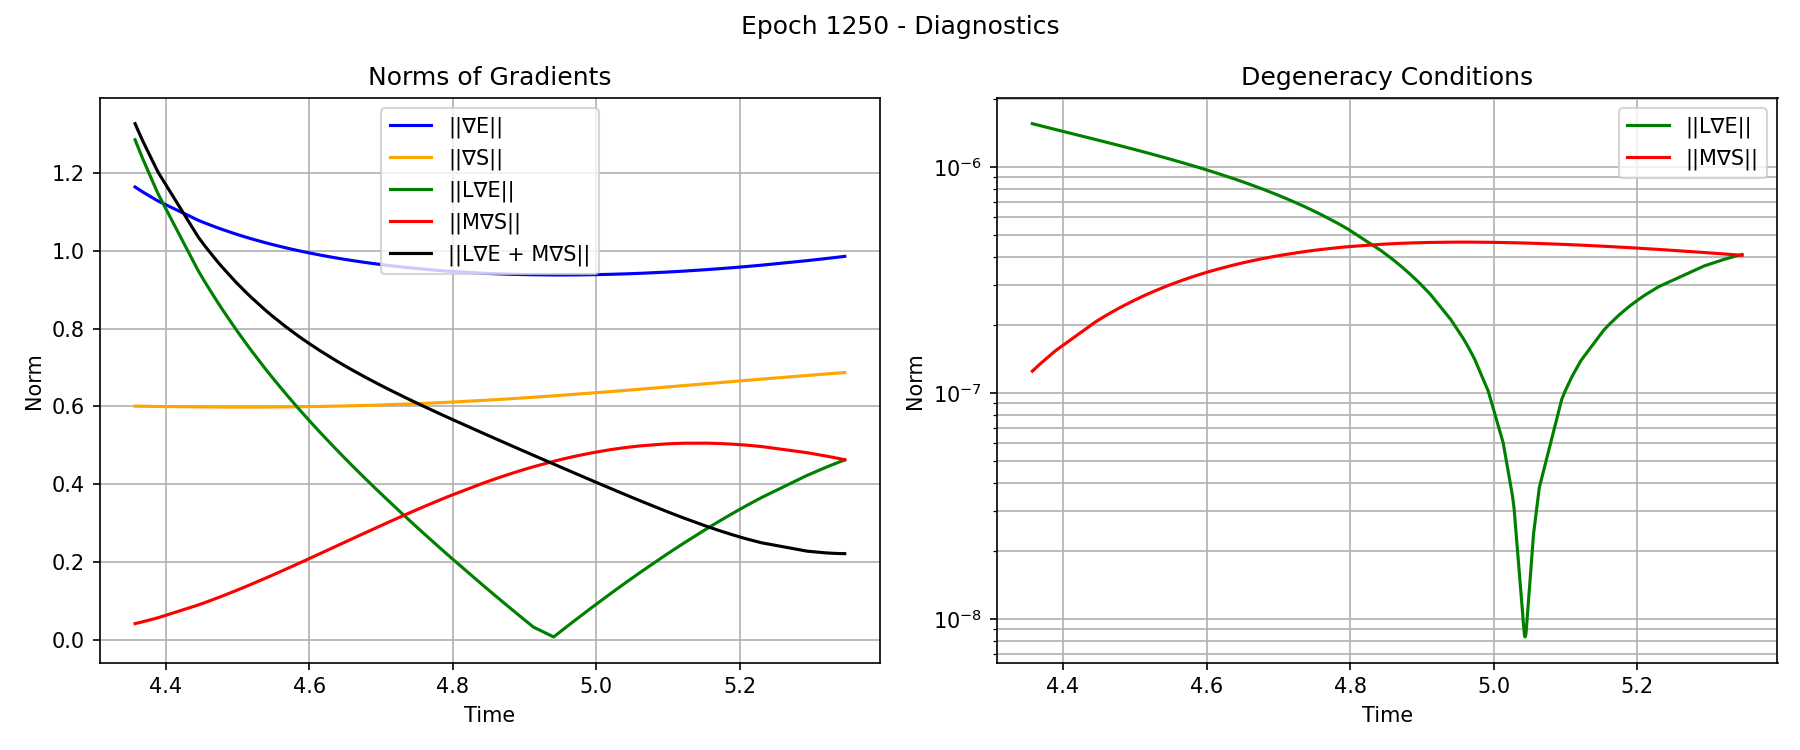 Epoch 1250 - Diagnostics
Norms of Gradients
||∇E||
||∇S||
||L∇E||
||M∇S||
||L∇E + M∇S||
1.2
1.0
0.8
0.6
0.4
0.2
0.0
Norm
4.4 4.6 4.8 5.0 5.2
Time
Degeneracy Conditions
||L∇E||
||M∇S||
10⁻⁶
10⁻⁷
10⁻⁸
Norm
4.4 4.6 4.8 5.0 5.2
Time